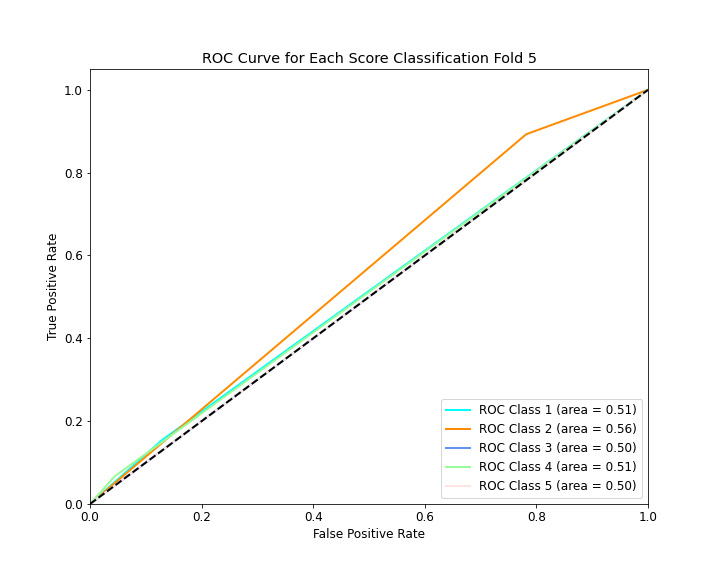 ROC Curve for Each Score Classification Fold 5
1.0
0.8
0.6
0.4
0.2
0.0
True Positive Rate
ROC Class 1 (area = 0.51)
ROC Class 2 (area = 0.56)
ROC Class 3 (area = 0.50)
ROC Class 4 (area = 0.51)
ROC Class 5 (area = 0.50)
0.0 0.2 0.4 0.6 0.8 1.0
False Positive Rate